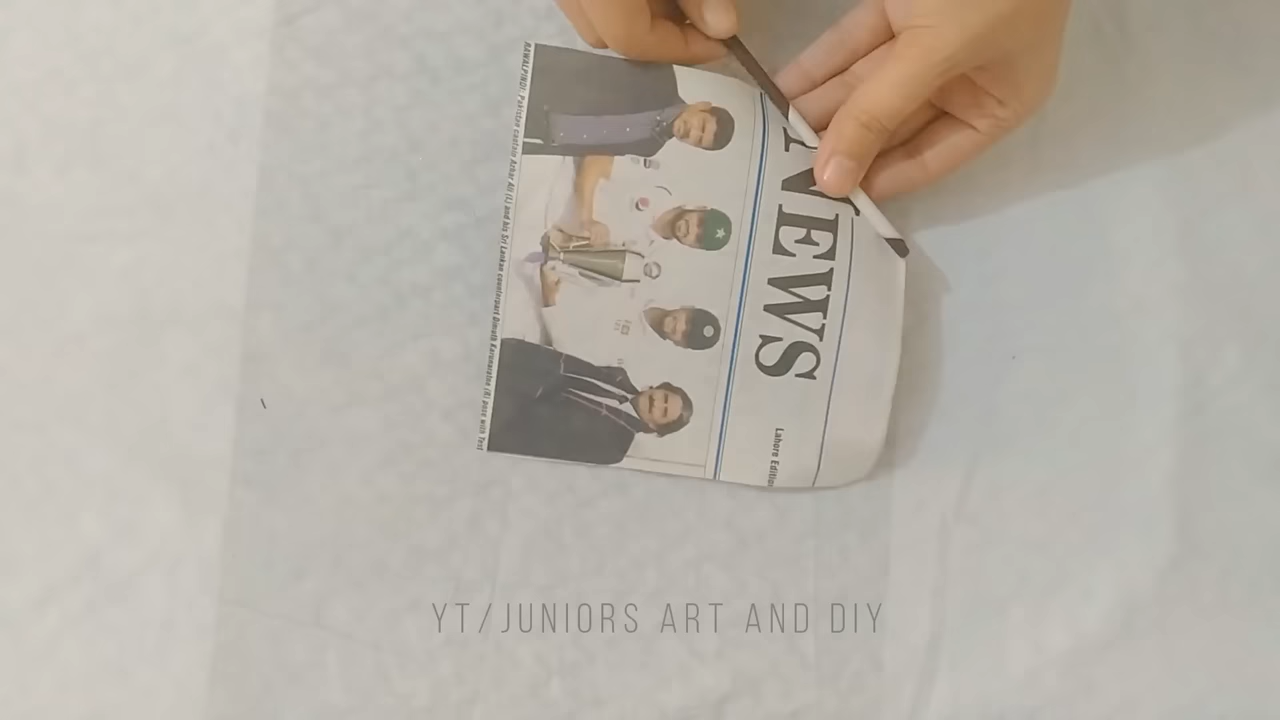 NEWS
Lahore Edition
RAWALPINDI: Pakistan captain Azhar Ali (L) and his Sri Lankan counterpart Dimuth Karunaratne (R) pose with Test
YT/JUNIORS ART AND DIY